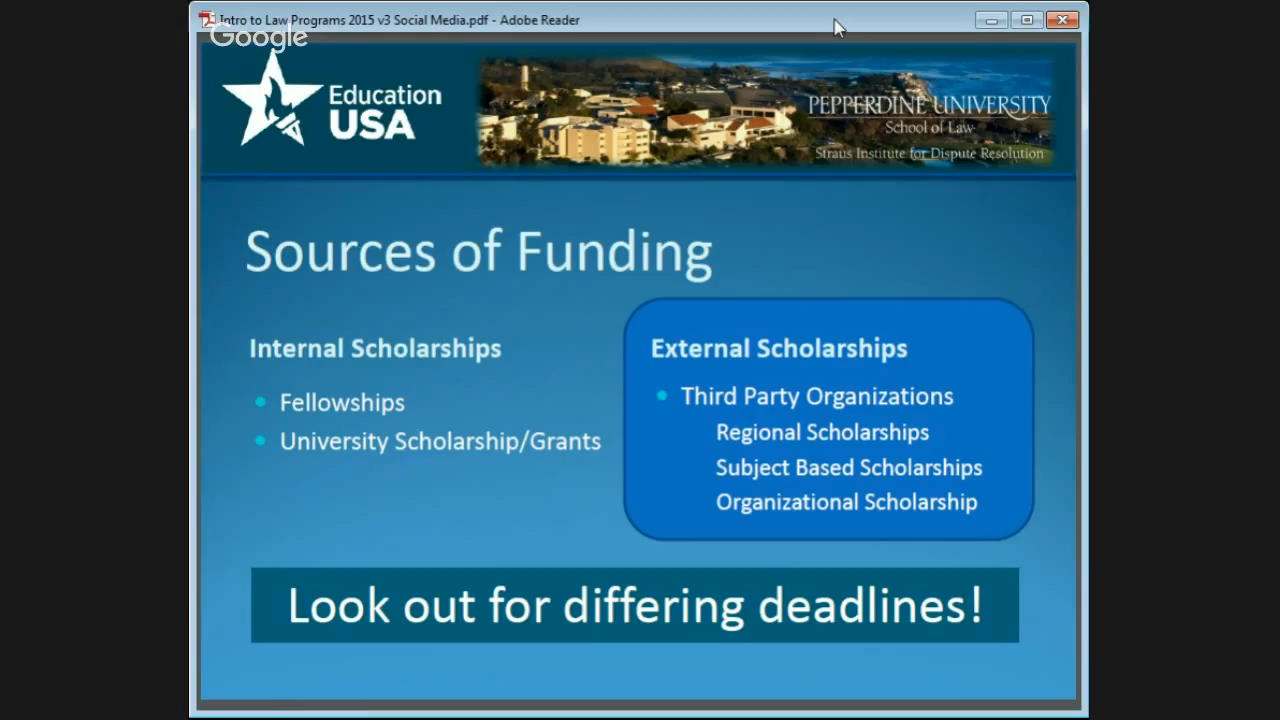 Intro to Law Programs 2015 v3 Social Media.pdf - Adobe Reader
Google
Education
USA
PEPPERDINE UNIVERSITY
School of Law
Straus Institute for Dispute Resolution
Sources of Funding
Internal Scholarships
Fellowships
University Scholarship/Grants
External Scholarships
Third Party Organizations
Regional Scholarships
Subject Based Scholarships
Organizational Scholarship
Look out for differing deadlines!